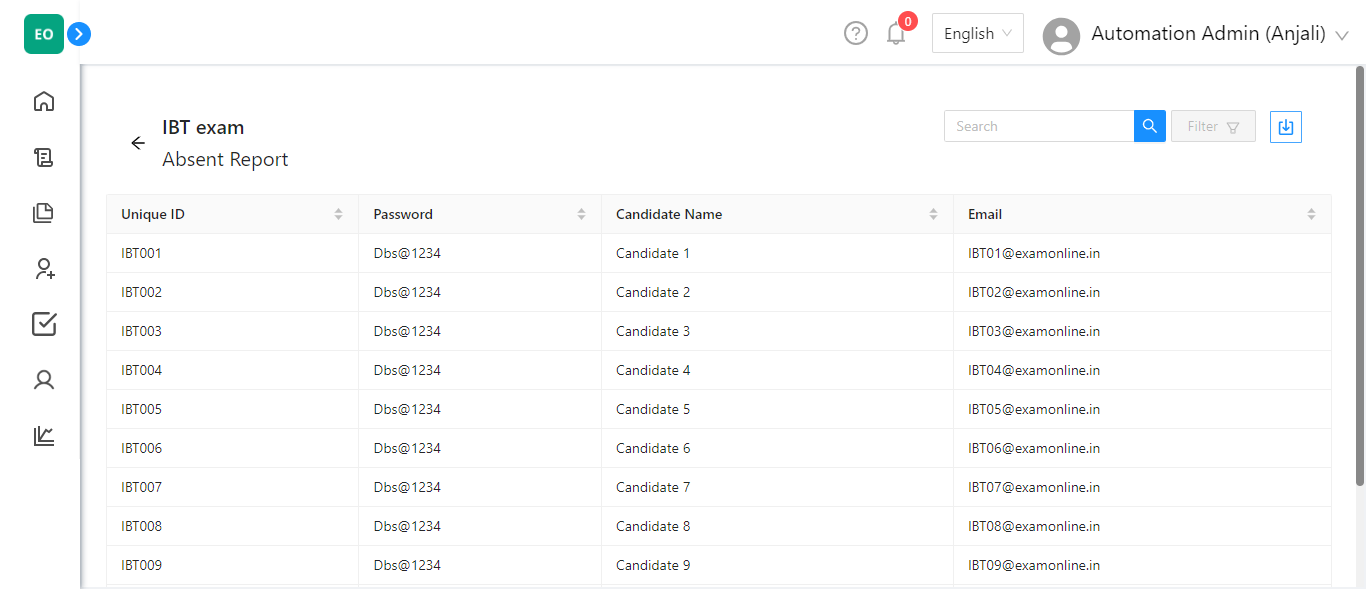 EO
0
English
Automation Admin (Anjali)
IBT exam
Absent Report
Search
Filter
Unique ID Password Candidate Name Email
IBT001 Dbs@1234 Candidate 1 IBT01@examonline.in
IBT002 Dbs@1234 Candidate 2 IBT02@examonline.in
IBT003 Dbs@1234 Candidate 3 IBT03@examonline.in
IBT004 Dbs@1234 Candidate 4 IBT04@examonline.in
IBT005 Dbs@1234 Candidate 5 IBT05@examonline.in
IBT006 Dbs@1234 Candidate 6 IBT06@examonline.in
IBT007 Dbs@1234 Candidate 7 IBT07@examonline.in
IBT008 Dbs@1234 Candidate 8 IBT08@examonline.in
IBT009 Dbs@1234 Candidate 9 IBT09@examonline.in